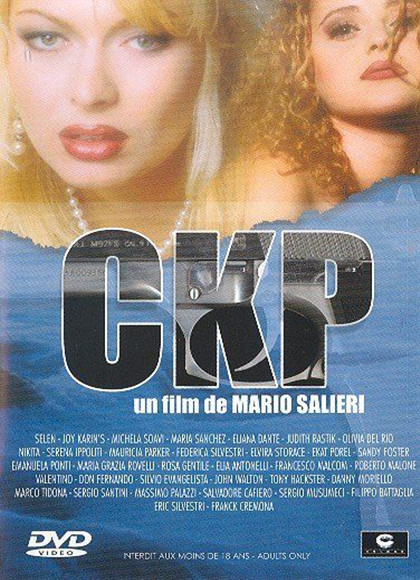 CKP
un film de MARIO SALIERI
SELEN - JOY KARIN'S - MICHELA SOAVI - MARIA SANCHEZ - ELIANA DANTE - JUDITH RASTIK - OLIVIA DEL RIO
NIKITA - SERENA IPPOLITI - MAURICIA PARKER - FEDERICA SILVESTRI - ELVIRA STORACE - EKAT POREL - SANDY FOSTER
EMANUELA PONTI - MARIA GRAZIA ROVELLI - ROSA GENTILE - ELIA ANTONELLI - FRANCESCO MALCOM - ROBERTO MALONE
VALENTINO - DON FERNANDO - SILVIO EVANGELISTA - JOHN WALTON - TONY HACKSTER - DANNY MORIELLO
MARCO TIDONA - SERGIO SANTINI - MASSIMO PALAZZI - SALVADORE CAFIERO - SERGIO MUSUMECI - FILIPPO BATTAGLIA
ERIC SILVESTRI - FRANCK CREMONA
DVD
VIDEO
INTERDIT AUX MOINS DE 18 ANS - ADULTS ONLY
COLMAX